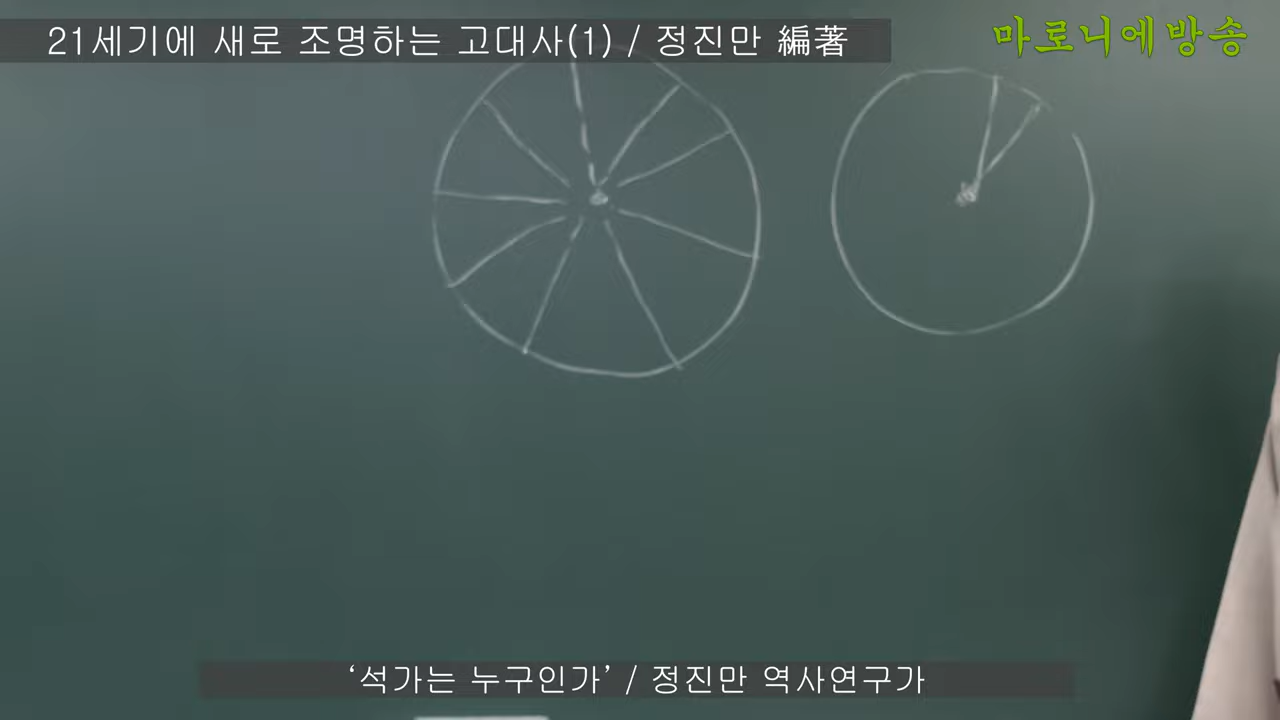 21세기에 새로 조명하는 고대사(1) / 정진만 編著
마로니에방송
‘석가는 누구인가’ / 정진만 역사연구가